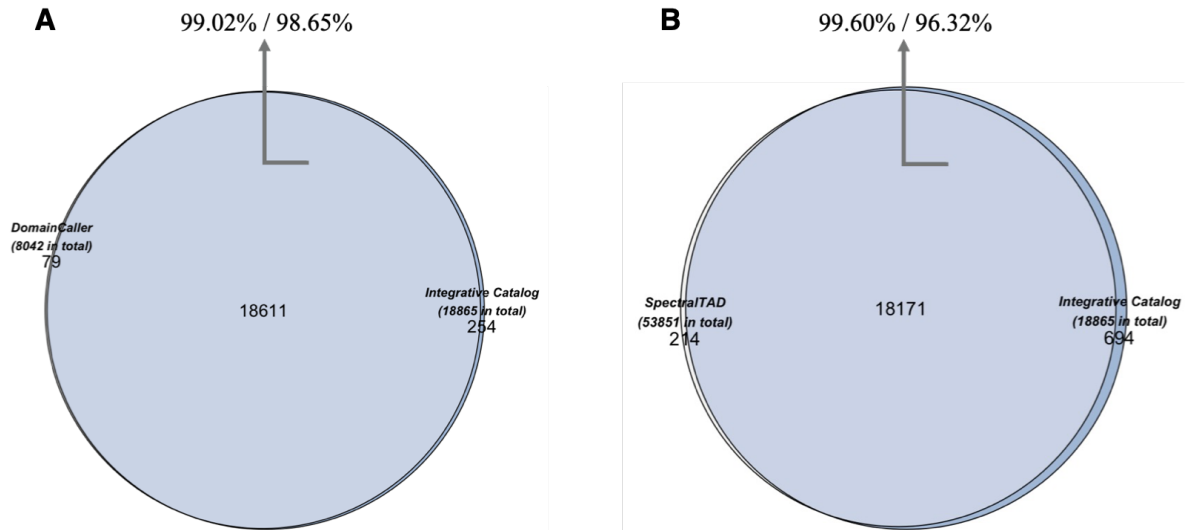 A
99.02% / 98.65%
DomainCaller
(8042 in total)
79
18611
Integrative Catalog
(18865 in total)
254
B
99.60% / 96.32%
SpectralTAD
(53851 in total)
214
18171
Integrative Catalog
(18865 in total)
694